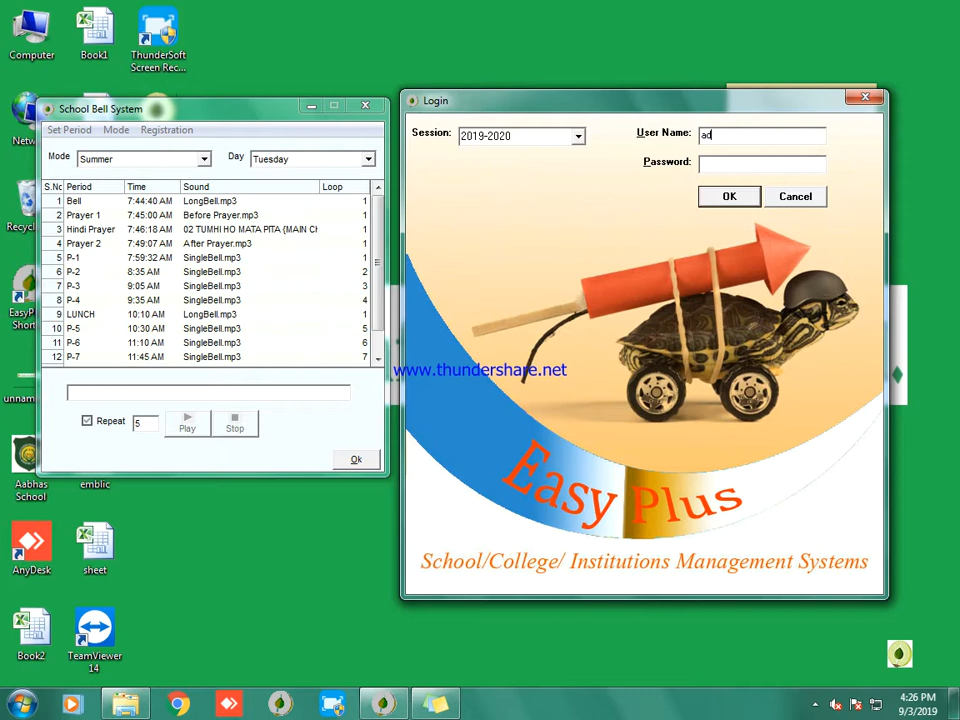 Computer
Book1
ThunderSoft
Screen Rec...
Netw
Recycl
EasyPl
Short
unnam
Aabhas
School
emblic
AnyDesk
sheet
Book2
TeamViewer
14
School Bell System
Set Period Mode Registration
Mode Summer Day Tuesday
S.Nc Period Time Sound Loop
1 Bell 7:44:40 AM LongBell.mp3 1
2 Prayer 1 7:45:00 AM Before Prayer.mp3 1
3 Hindi Prayer 7:46:18 AM 02 TUMHI HO MATA PITA {MAIN CH 1
4 Prayer 2 7:49:07 AM After Prayer.mp3 1
5 P-1 7:59:32 AM SingleBell.mp3 1
6 P-2 8:35 AM SingleBell.mp3 2
7 P-3 9:05 AM SingleBell.mp3 3
8 P-4 9:35 AM SingleBell.mp3 4
9 LUNCH 10:10 AM LongBell.mp3 1
10 P-5 10:30 AM SingleBell.mp3 5
11 P-6 11:10 AM SingleBell.mp3 6
12 P-7 11:45 AM SingleBell.mp3 7
Repeat 5 Play Stop
Ok
Login
Session: 2019-2020 User Name: ad
Password:
OK Cancel
www.thundershare.net
Easy Plus
School/College/ Institutions Management Systems
4:26 PM
9/3/2019